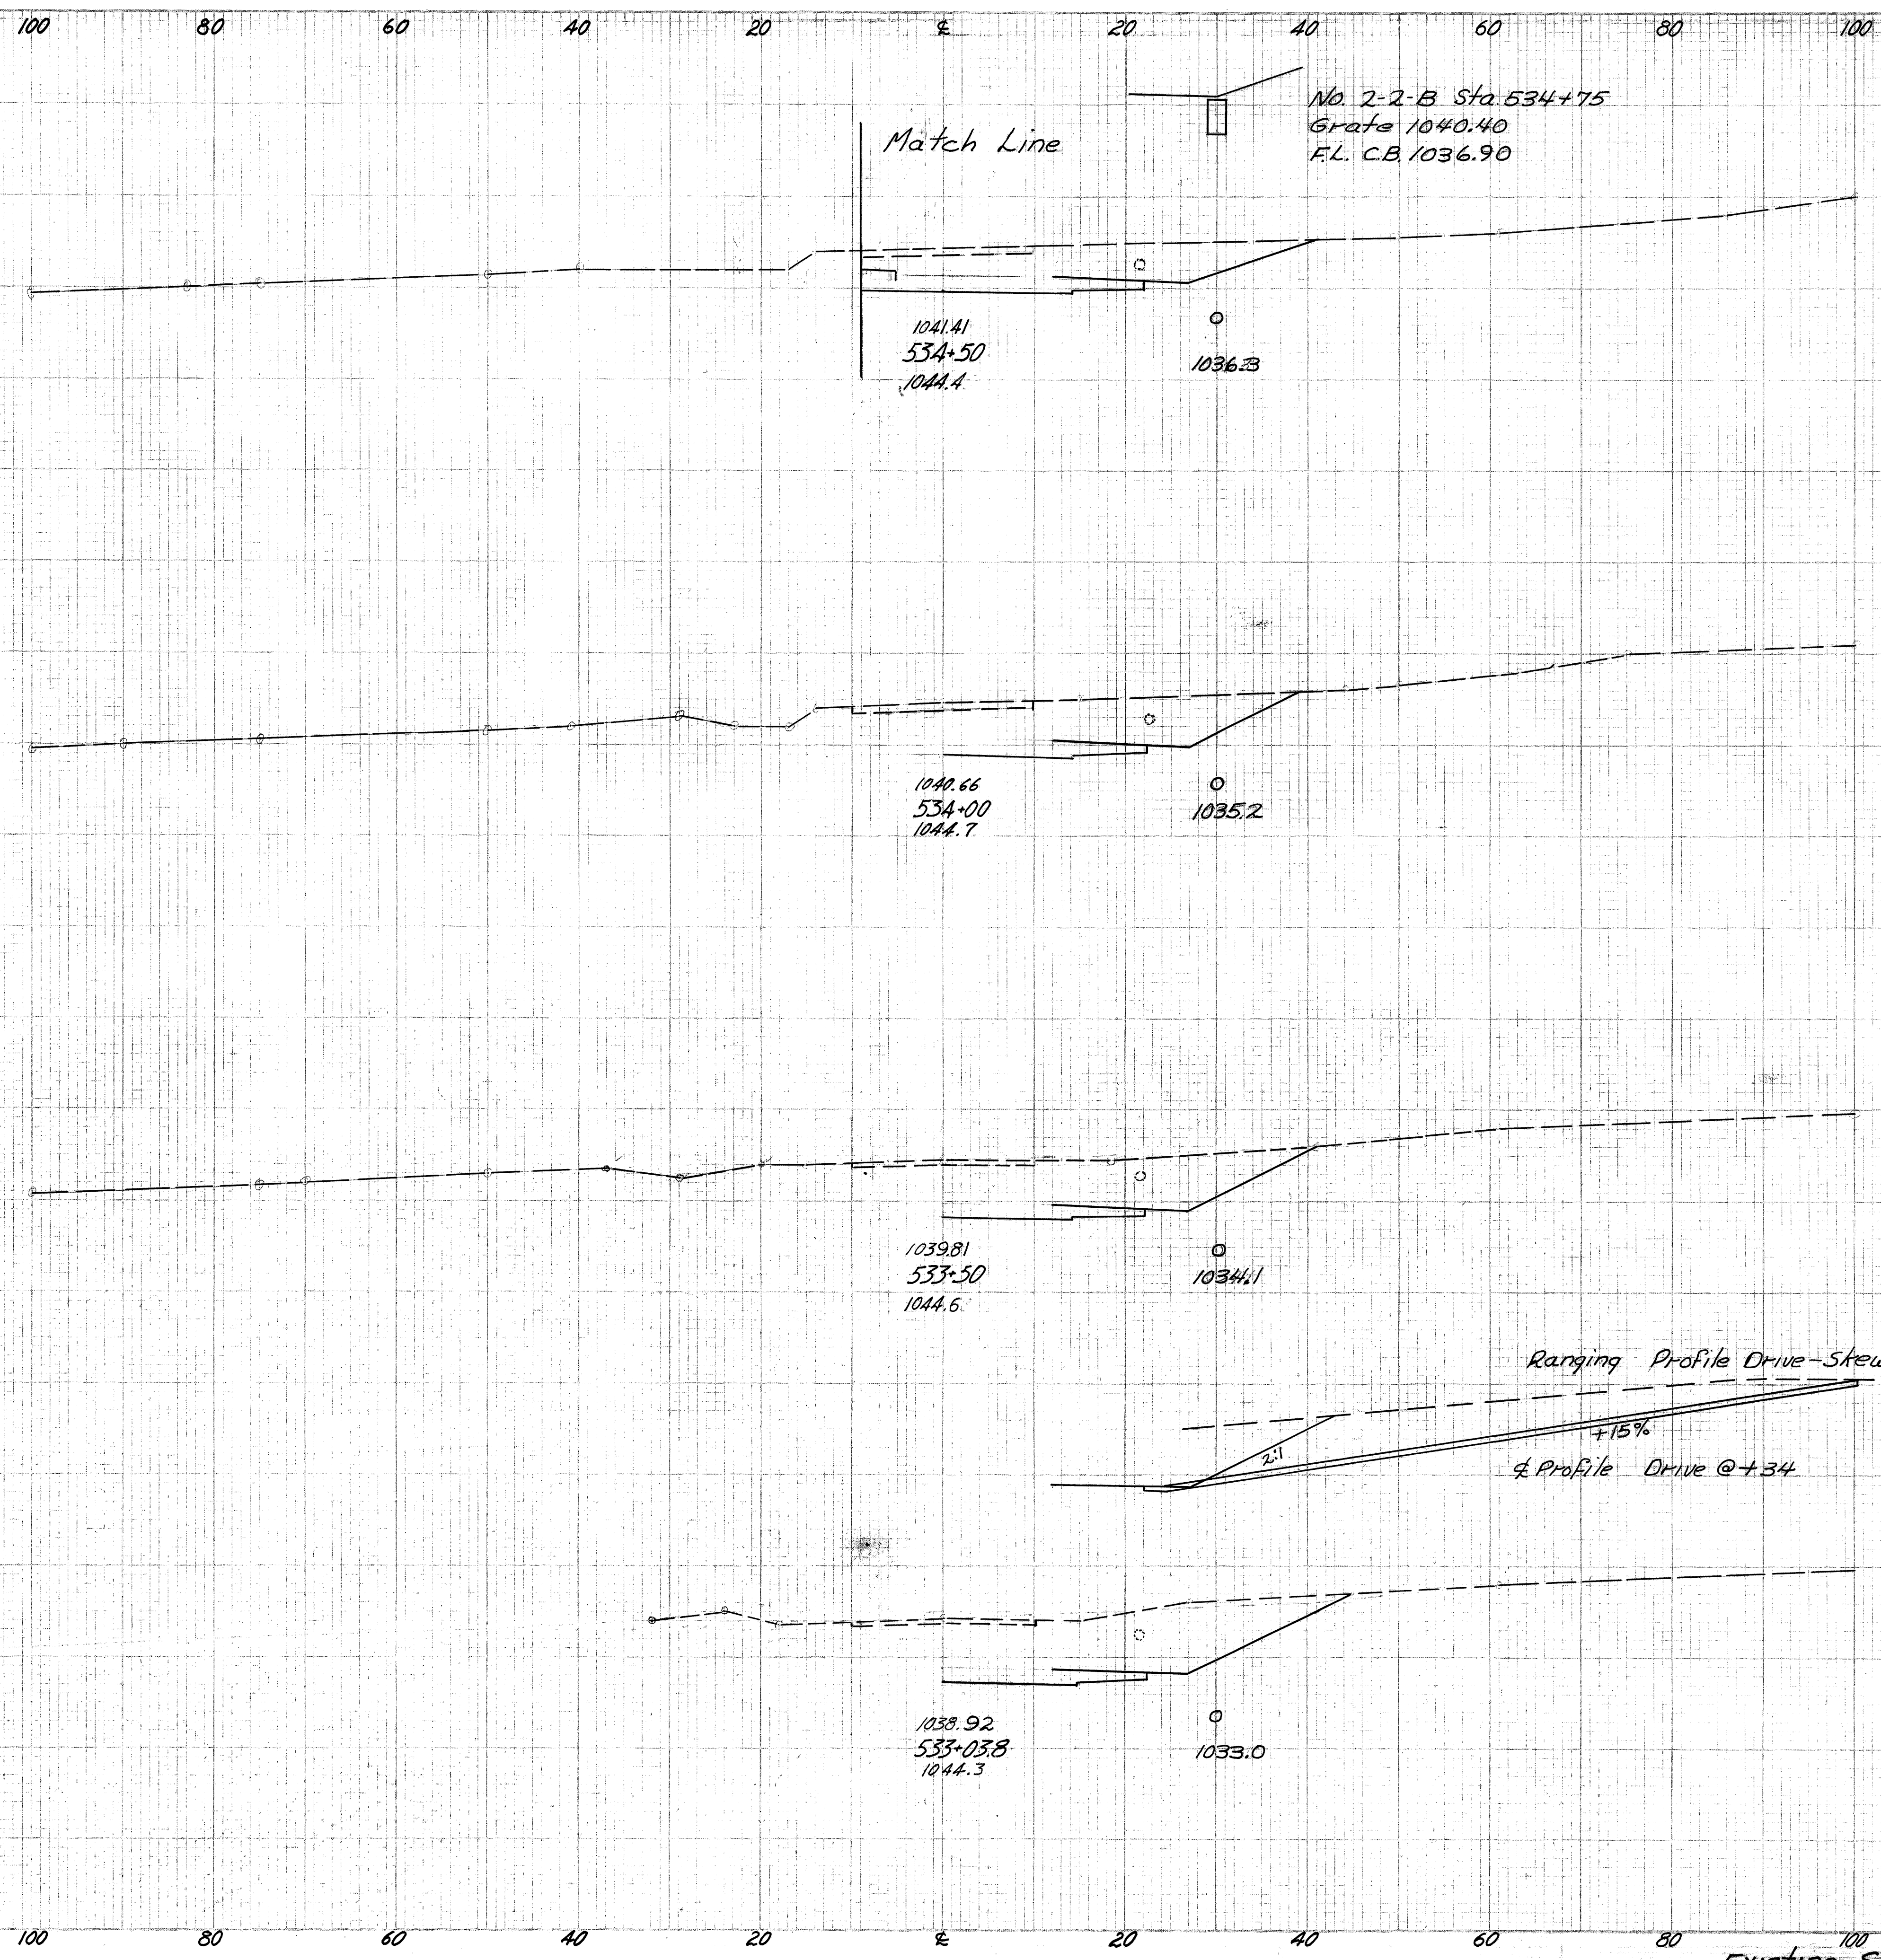 100 80 60 40 20 ℄ 20 40 60 80 100
No. 2-2-B Sta. 534+75
Grate 1040.40
F.L. C.B. 1036.90
Match Line
1041.41
534+50
1044.4
1036.3
1040.66
534+00
1044.7
1035.2
1039.81
533+50
1044.6
1034.1
Ranging Profile Drive-Skew
+15%
2:1
℄ Profile Drive @+34
1038.92
533+03.8
1044.3
1033.0
100 80 60 40 20 ℄ 20 40 60 80 100
Existing